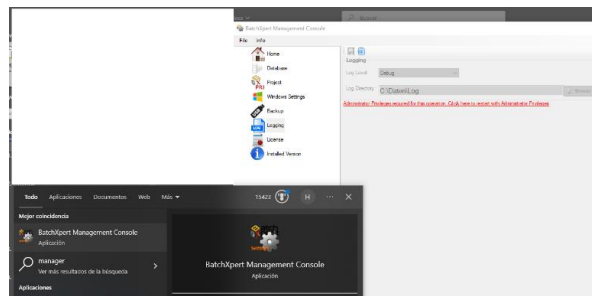 BatchXpert Management Console
File Info
Home
Database
Project
Windows Settings
Backup
Logging
License
Installed Version
Logging
Log Level: Debug
Log Directory: C:\Daten\Log
Administrator Privileges required by this operation. Click here to restart with Administrator Privileges
Todo Aplicaciones Documentos Web Más
15423 H ... ×
Mejor coincidencia
BatchXpert Management Console
Aplicación
manager
Ver más resultados de la búsqueda
Aplicaciones
BatchXpert Management Console
Aplicación